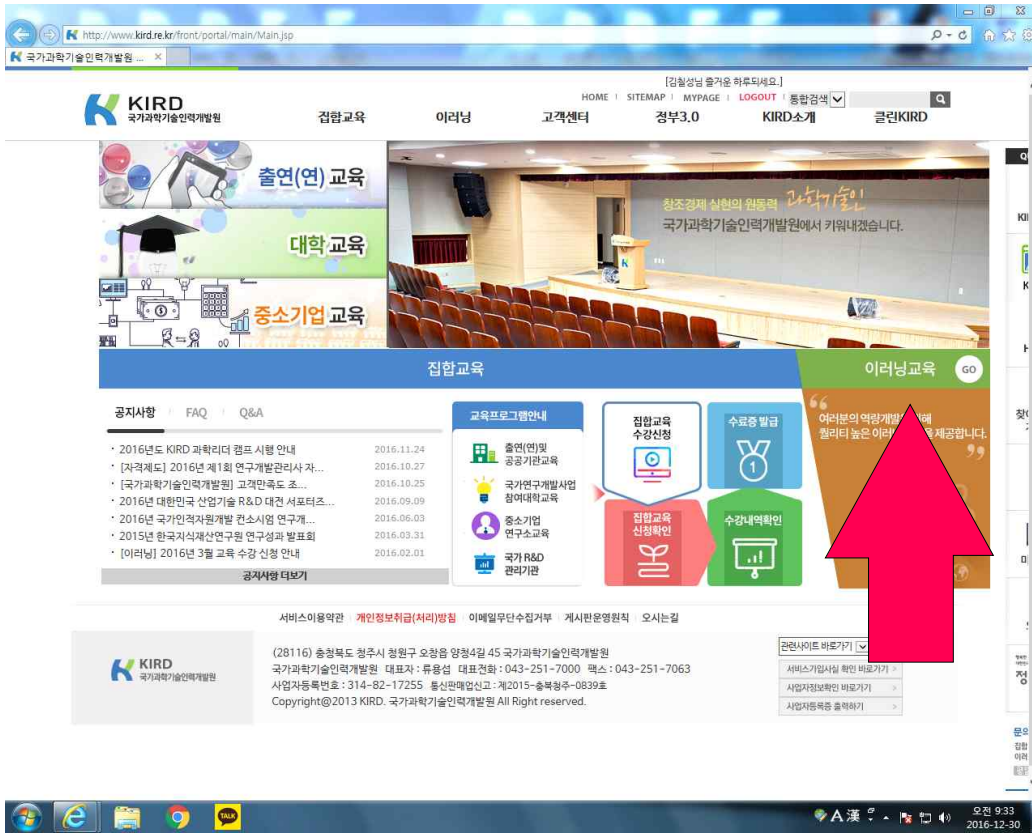 http://www.kird.re.kr/front/portal/main/Main.jsp
국가과학기술인력개발원 ...
[김칠성님 즐거운 하루되세요.]
HOME SITEMAP MYPAGE LOGOUT 통합검색
KIRD
국가과학기술인력개발원
집합교육 이러닝 고객센터 정부3.0 KIRD소개 클린KIRD
출연(연) 교육
대학 교육
중소기업 교육
창조경제 실현의 원동력 과학기술인
국가과학기술인력개발원에서 키워내겠습니다.
집합교육
이러닝교육 GO
공지사항 FAQ Q&A
· 2016년도 KIRD 과학리더 캠프 시행 안내 2016.11.24
· [자격제도] 2016년 제1회 연구개발관리사 자... 2016.10.27
· [국가과학기술인력개발원] 고객만족도 조... 2016.10.25
· 2016년 대한민국 산업기술 R&D 대전 서포터즈... 2016.09.09
· 2016년 국가인적자원개발 컨소시엄 연구개... 2016.06.03
· 2015년 한국지식재산연구원 연구성과 발표회 2016.03.31
· [이러닝] 2016년 3월 교육 수강 신청 안내 2016.02.01
공지사항 더보기
교육프로그램안내
출연(연)및
공공기관교육
국가연구개발사업
참여대학교육
중소기업
연구소교육
국가 R&D
관리기관
집합교육
수강신청
수료증 발급
집합교육
신청확인
수강내역확인
여러분의 역량개발
퀄리티 높은 이러닝 제공합니다.
서비스이용약관 개인정보취급(처리)방침 이메일무단수집거부 게시판운영원칙 오시는길
KIRD
국가과학기술인력개발원
(28116) 충청북도 청주시 청원구 오창읍 양청4길 45 국가과학기술인력개발원
국가과학기술인력개발원 대표자 : 류용섭 대표전화 : 043-251-7000 팩스 : 043-251-7063
사업자등록번호 : 314-82-17255 통신판매업신고 : 제2015-충북청주-0839호
Copyright@2013 KIRD. 국가과학기술인력개발원 All Right reserved.
관련사이트 바로가기
서비스가입사실 확인 바로가기 >
사업자정보확인 바로가기 >
사업자등록증 출력하기 >
문의
TALK
A 漢
오전 9:33
2016-12-30